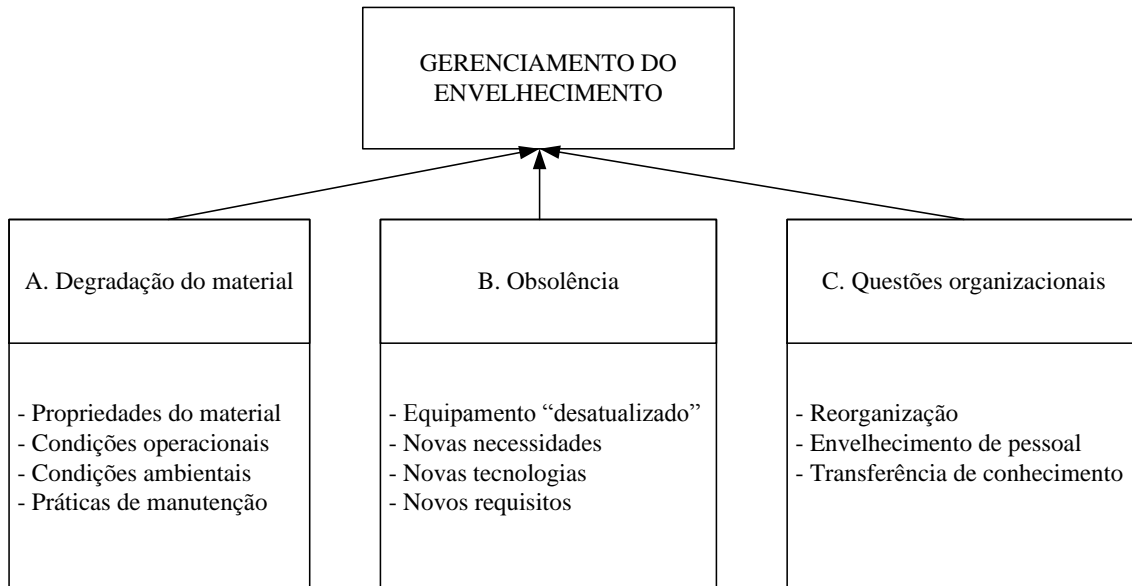 GERENCIAMENTO DO
ENVELHECIMENTO
A. Degradação do material
- Propriedades do material
- Condições operacionais
- Condições ambientais
- Práticas de manutenção
B. Obsolência
- Equipamento “desatualizado”
- Novas necessidades
- Novas tecnologias
- Novos requisitos
C. Questões organizacionais
- Reorganização
- Envelhecimento de pessoal
- Transferência de conhecimento